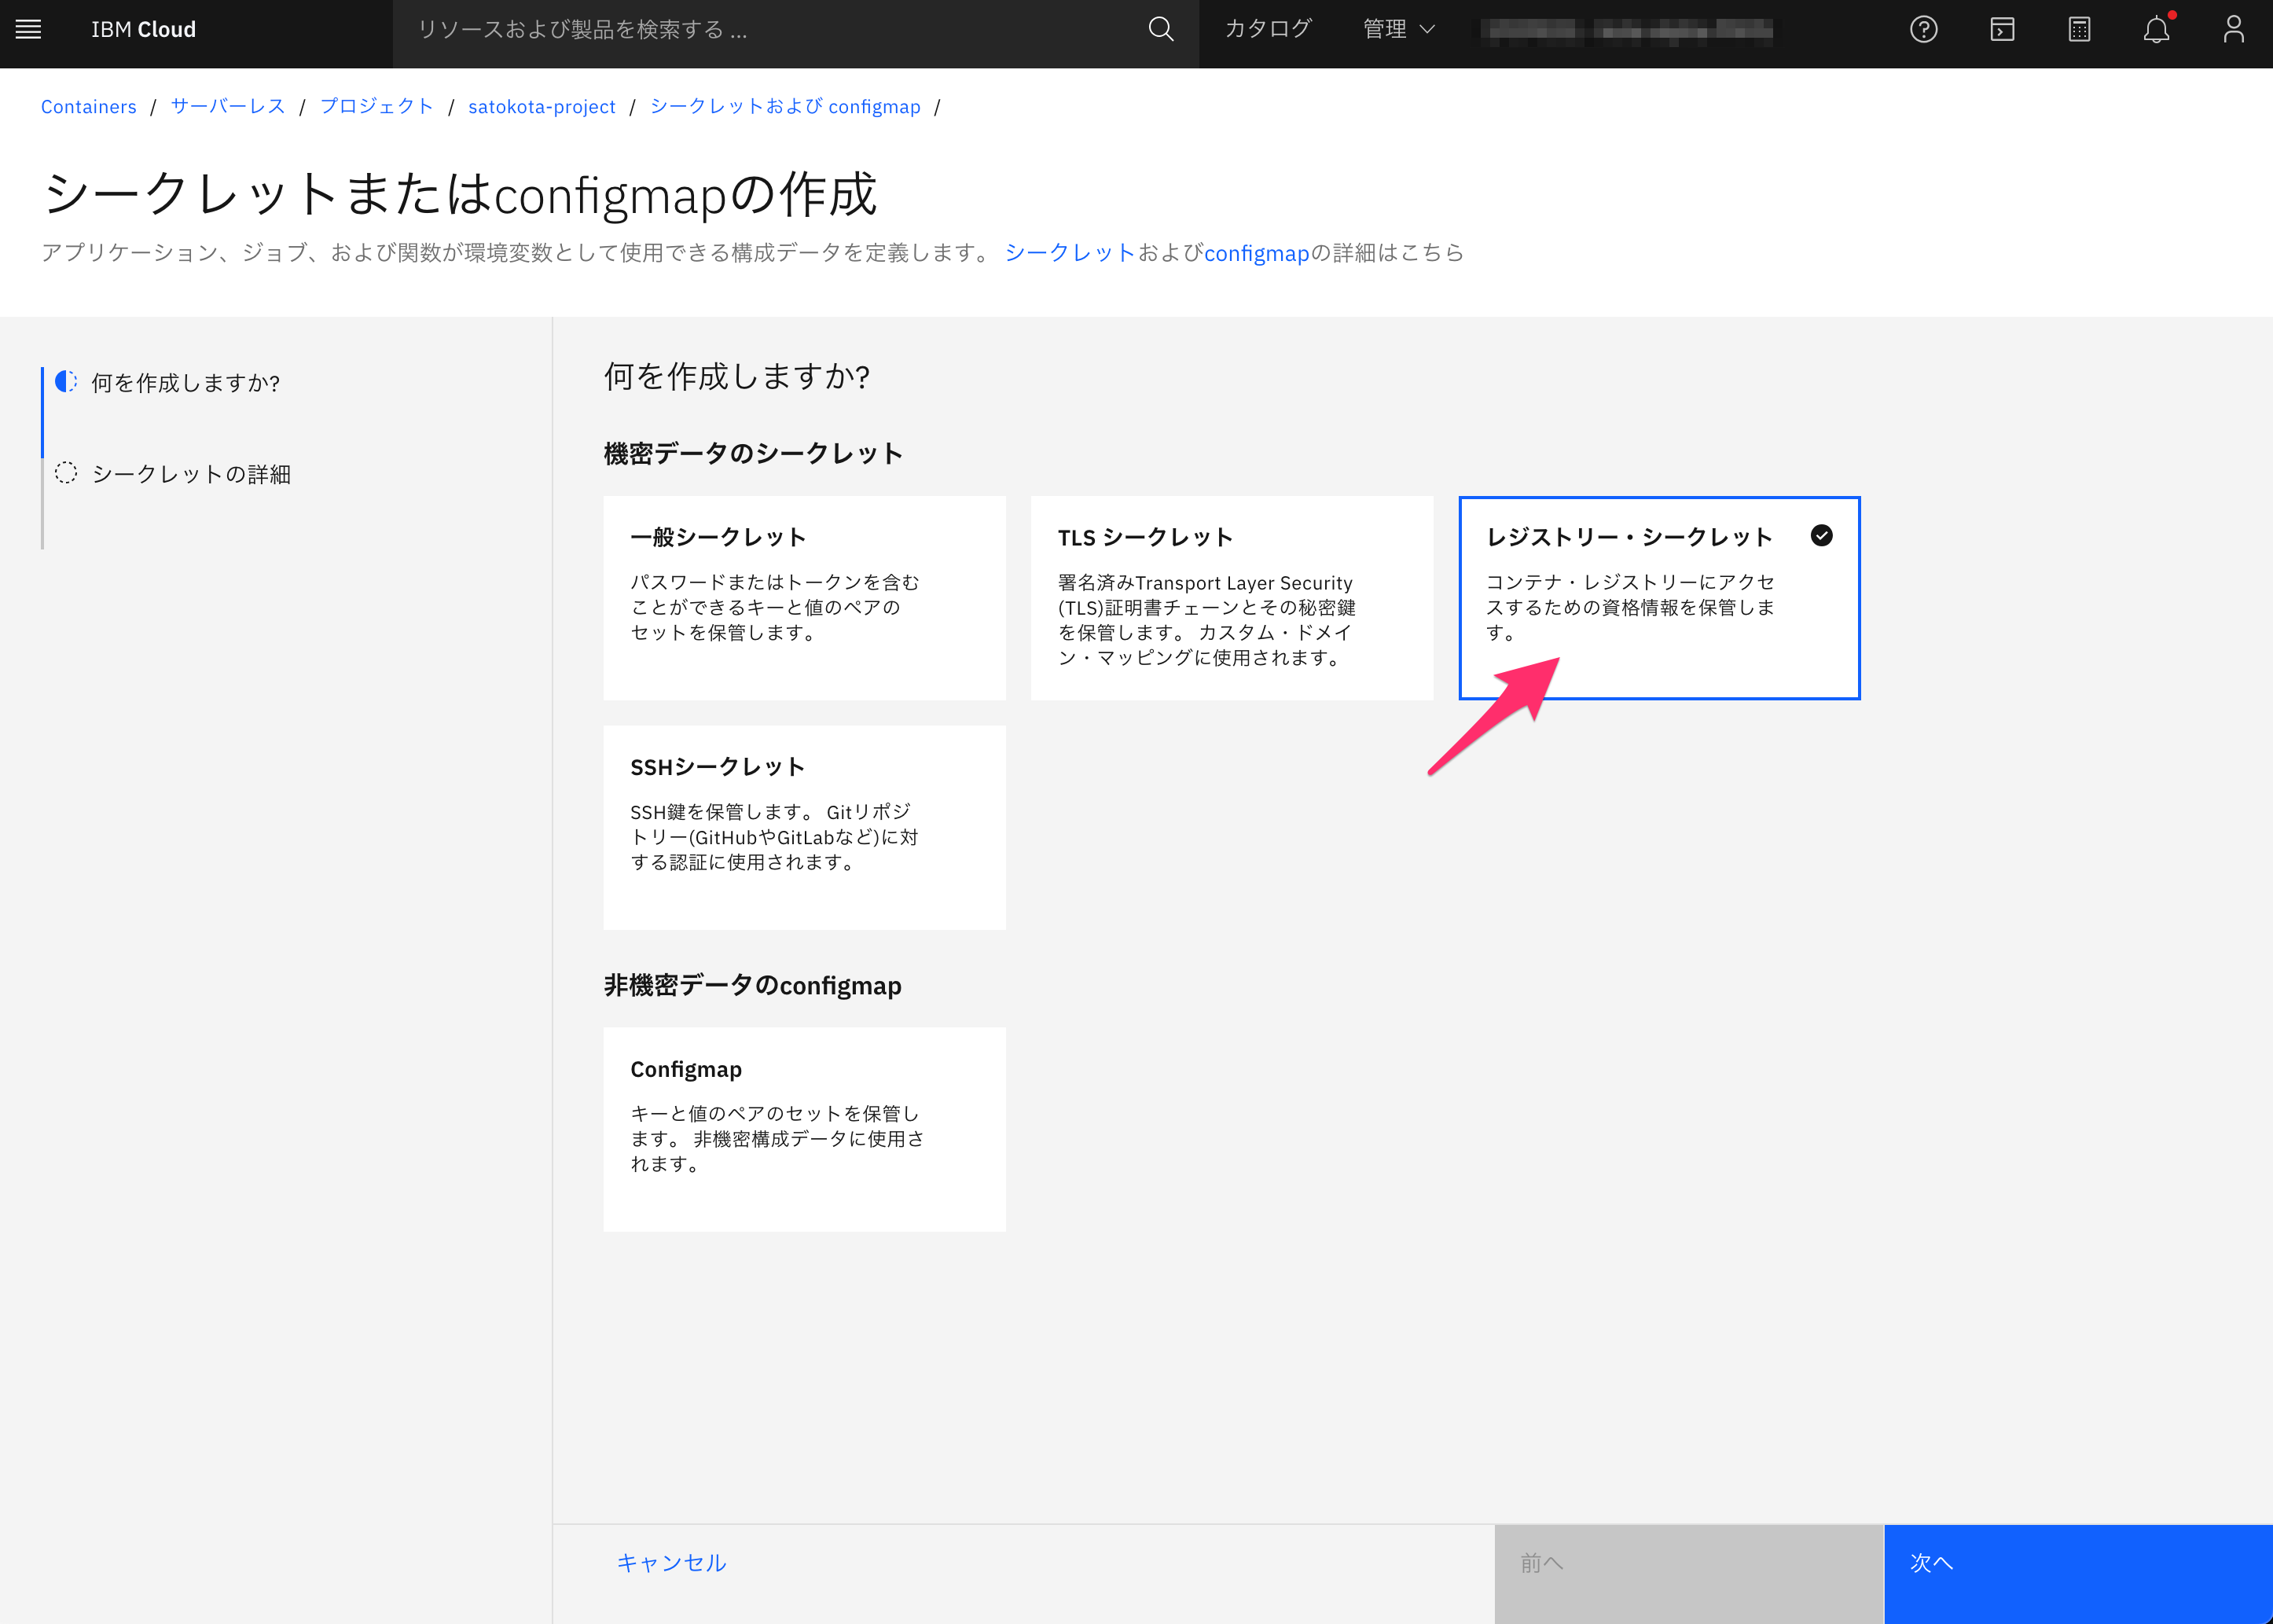 IBM Cloud
リソースおよび製品を検索する ...
カタログ
管理
Containers / サーバーレス / プロジェクト / satokota-project / シークレットおよび configmap /
シークレットまたはconfigmapの作成
アプリケーション、ジョブ、および関数が環境変数として使用できる構成データを定義します。 シークレットおよびconfigmapの詳細はこちら
何を作成しますか?
シークレットの詳細
何を作成しますか?
機密データのシークレット
一般シークレット
パスワードまたはトークンを含む
ことができるキーと値のペアの
セットを保管します。
TLS シークレット
署名済みTransport Layer Security
(TLS)証明書チェーンとその秘密鍵
を保管します。 カスタム・ドメイ
ン・マッピングに使用されます。
レジストリー・シークレット
コンテナ・レジストリーにアクセ
スするための資格情報を保管しま
す。
SSHシークレット
SSH鍵を保管します。 Gitリポジ
トリー(GitHubやGitLabなど)に対
する認証に使用されます。
非機密データのconfigmap
Configmap
キーと値のペアのセットを保管し
ます。 非機密構成データに使用さ
れます。
キャンセル
前へ
次へ